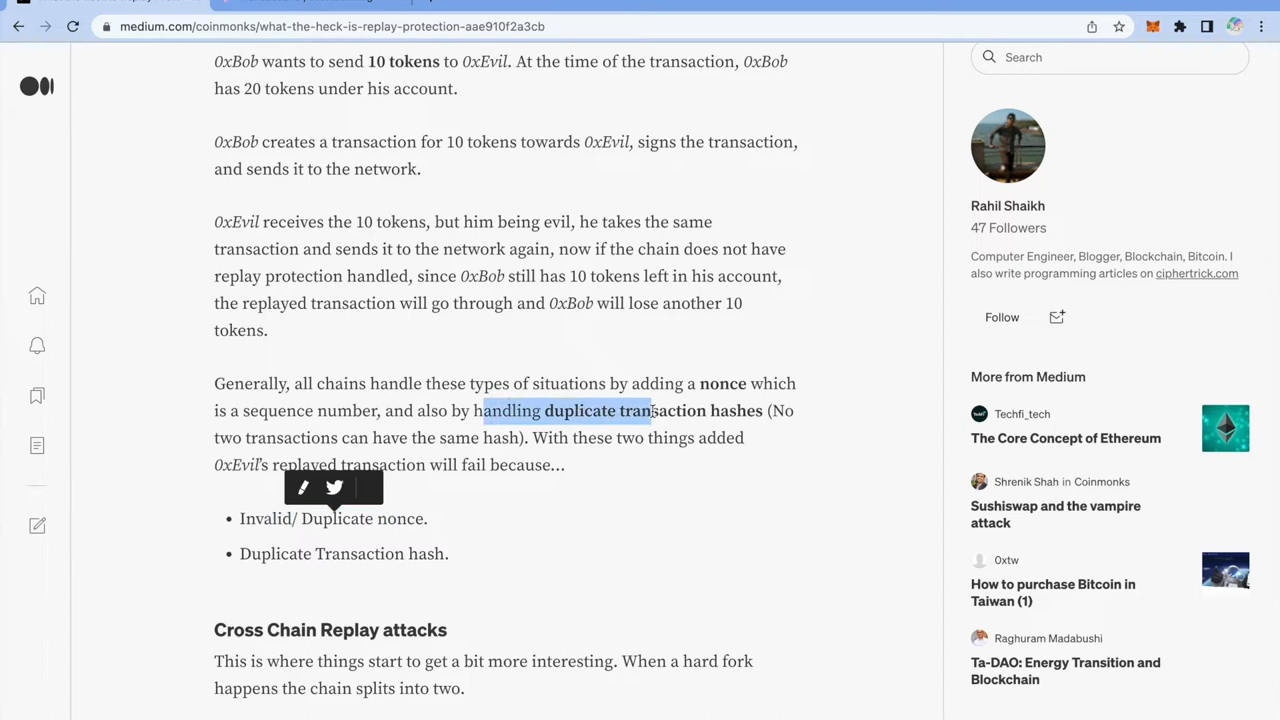 medium.com/coinmonks/what-the-heck-is-replay-protection-aae910f2a3cb
0xBob wants to send 10 tokens to 0xEvil. At the time of the transaction, 0xBob
has 20 tokens under his account.
0xBob creates a transaction for 10 tokens towards 0xEvil, signs the transaction,
and sends it to the network.
0xEvil receives the 10 tokens, but him being evil, he takes the same
transaction and sends it to the network again, now if the chain does not have
replay protection handled, since 0xBob still has 10 tokens left in his account,
the replayed transaction will go through and 0xBob will lose another 10
tokens.
Generally, all chains handle these types of situations by adding a nonce which
is a sequence number, and also by handling duplicate transaction hashes (No
two transactions can have the same hash). With these two things added
0xEvil's replayed transaction will fail because...
• Invalid/ Duplicate nonce.
• Duplicate Transaction hash.
Cross Chain Replay attacks
This is where things start to get a bit more interesting. When a hard fork
happens the chain splits into two.
Search
Rahil Shaikh
47 Followers
Computer Engineer, Blogger, Blockchain, Bitcoin. I
also write programming articles on ciphertrick.com
Follow
More from Medium
Techfi_tech
The Core Concept of Ethereum
Shrenik Shah in Coinmonks
Sushiswap and the vampire
attack
0xtw
How to purchase Bitcoin in
Taiwan (1)
Raghuram Madabushi
Ta-DAO: Energy Transition and
Blockchain